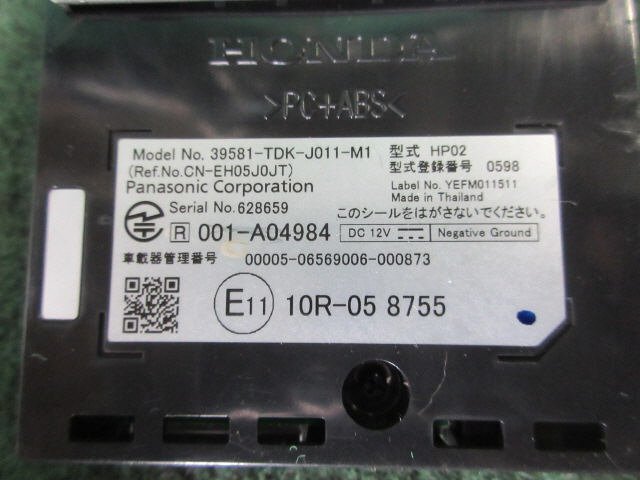 HONDA
>PC+ABS<
Model No. 39581-TDK-J011-M1 型式 HP02
(Ref.No.CN-EH05J0JT) 型式登録番号 0598
Panasonic Corporation Label No. YEFM011511
Made in Thailand
Serial No.628659 このシールをはがさないでください。
R 001-A04984 DC 12V Negative Ground
車載器管理番号 00005-06569006-000873
E11 10R-05 8755